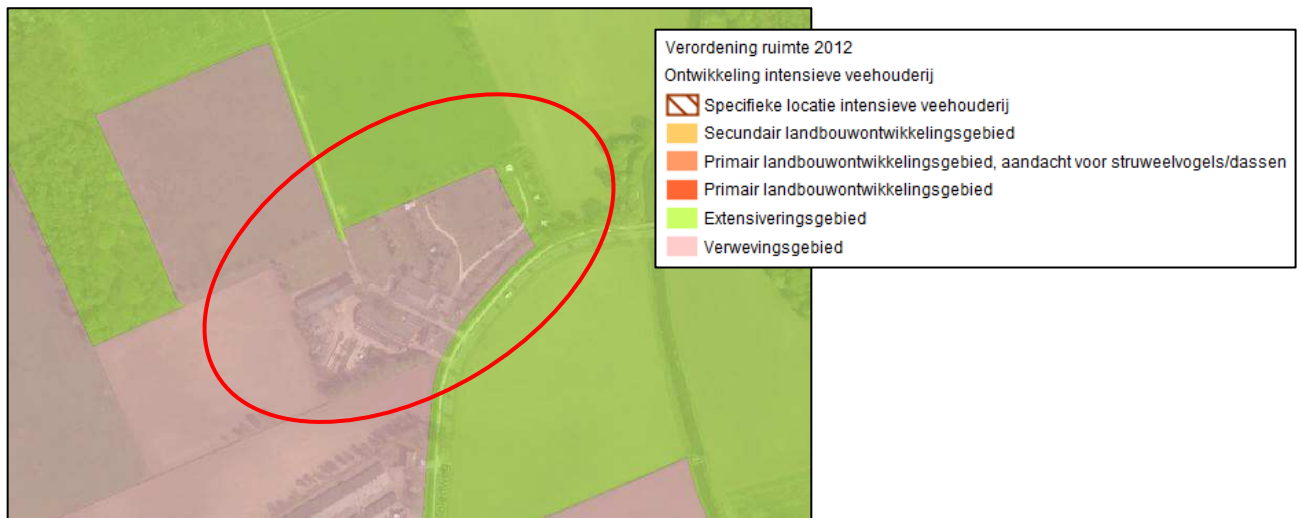 Verordening ruimte 2012
Ontwikkeling intensieve veehouderij
Specifieke locatie intensieve veehouderij
Secundair landbouwontwikkelingsgebied
Primair landbouwontwikkelingsgebied, aandacht voor struweelvogels/dassen
Primair landbouwontwikkelingsgebied
Extensiveringsgebied
Verwevingsgebied